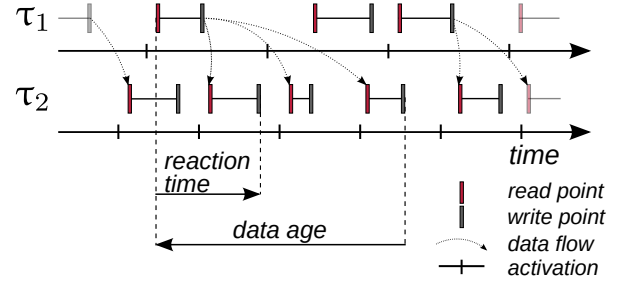 τ₁
τ₂
time
reaction
time
data age
read point
write point
data flow
activation